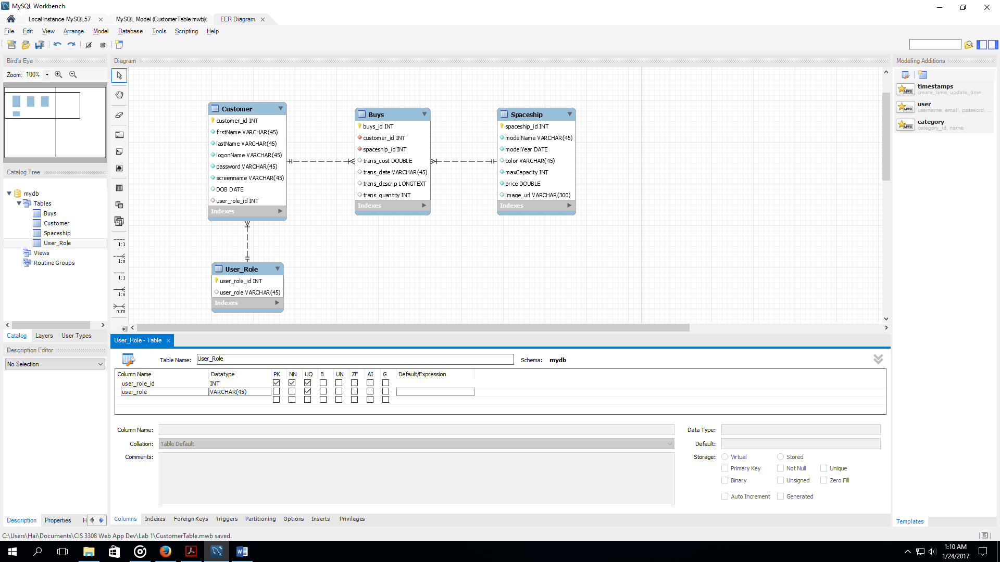 MySQL Workbench
Local instance MySQL57
MySQL Model (CustomerTable.mwb)
EER Diagram
File Edit View Arrange Model Database Tools Scripting Help
Bird's Eye
Zoom: 100%
Catalog Tree
mydb
Tables
Buys
Customer
Spaceship
User_Role
Views
Routine Groups
Catalog Layers User Types
Description Editor
No Selection
Description Properties H
Diagram
1:1
1:n
1:1
1:n
n:m
Customer
customer_id INT
firstName VARCHAR(45)
lastName VARCHAR(45)
logonName VARCHAR(45)
password VARCHAR(45)
screenname VARCHAR(45)
DOB DATE
user_role_id INT
Indexes
Buys
buys_id INT
customer_id INT
spaceship_id INT
trans_cost DOUBLE
trans_date VARCHAR(45)
trans_descrip LONGTEXT
trans_quantity INT
Indexes
Spaceship
spaceship_id INT
modelName VARCHAR(45)
modelYear DATE
color VARCHAR(45)
maxCapacity INT
price DOUBLE
image_url VARCHAR(300)
Indexes
User_Role
user_role_id INT
user_role VARCHAR(45)
Indexes
Modeling Additions
MWB
timestamps
create_time, update_time
MWB
user
username, email, password, ...
MWB
category
category_id, name
Templates
User_Role - Table
Table Name: User_Role
Schema: mydb
Column Name Datatype PK NN UQ B UN ZF AI G Default/Expression
user_role_id INT
user_role VARCHAR(45)
Column Name:
Collation: Table Default
Comments:
Data Type:
Default:
Storage: Virtual Stored
Primary Key Not Null Unique
Binary Unsigned Zero Fill
Auto Increment Generated
Columns Indexes Foreign Keys Triggers Partitioning Options Inserts Privileges
C:\Users\Hai\Documents\CIS 3308 Web App Dev\Lab 1\CustomerTable.mwb saved.
1:10 AM
1/24/2017